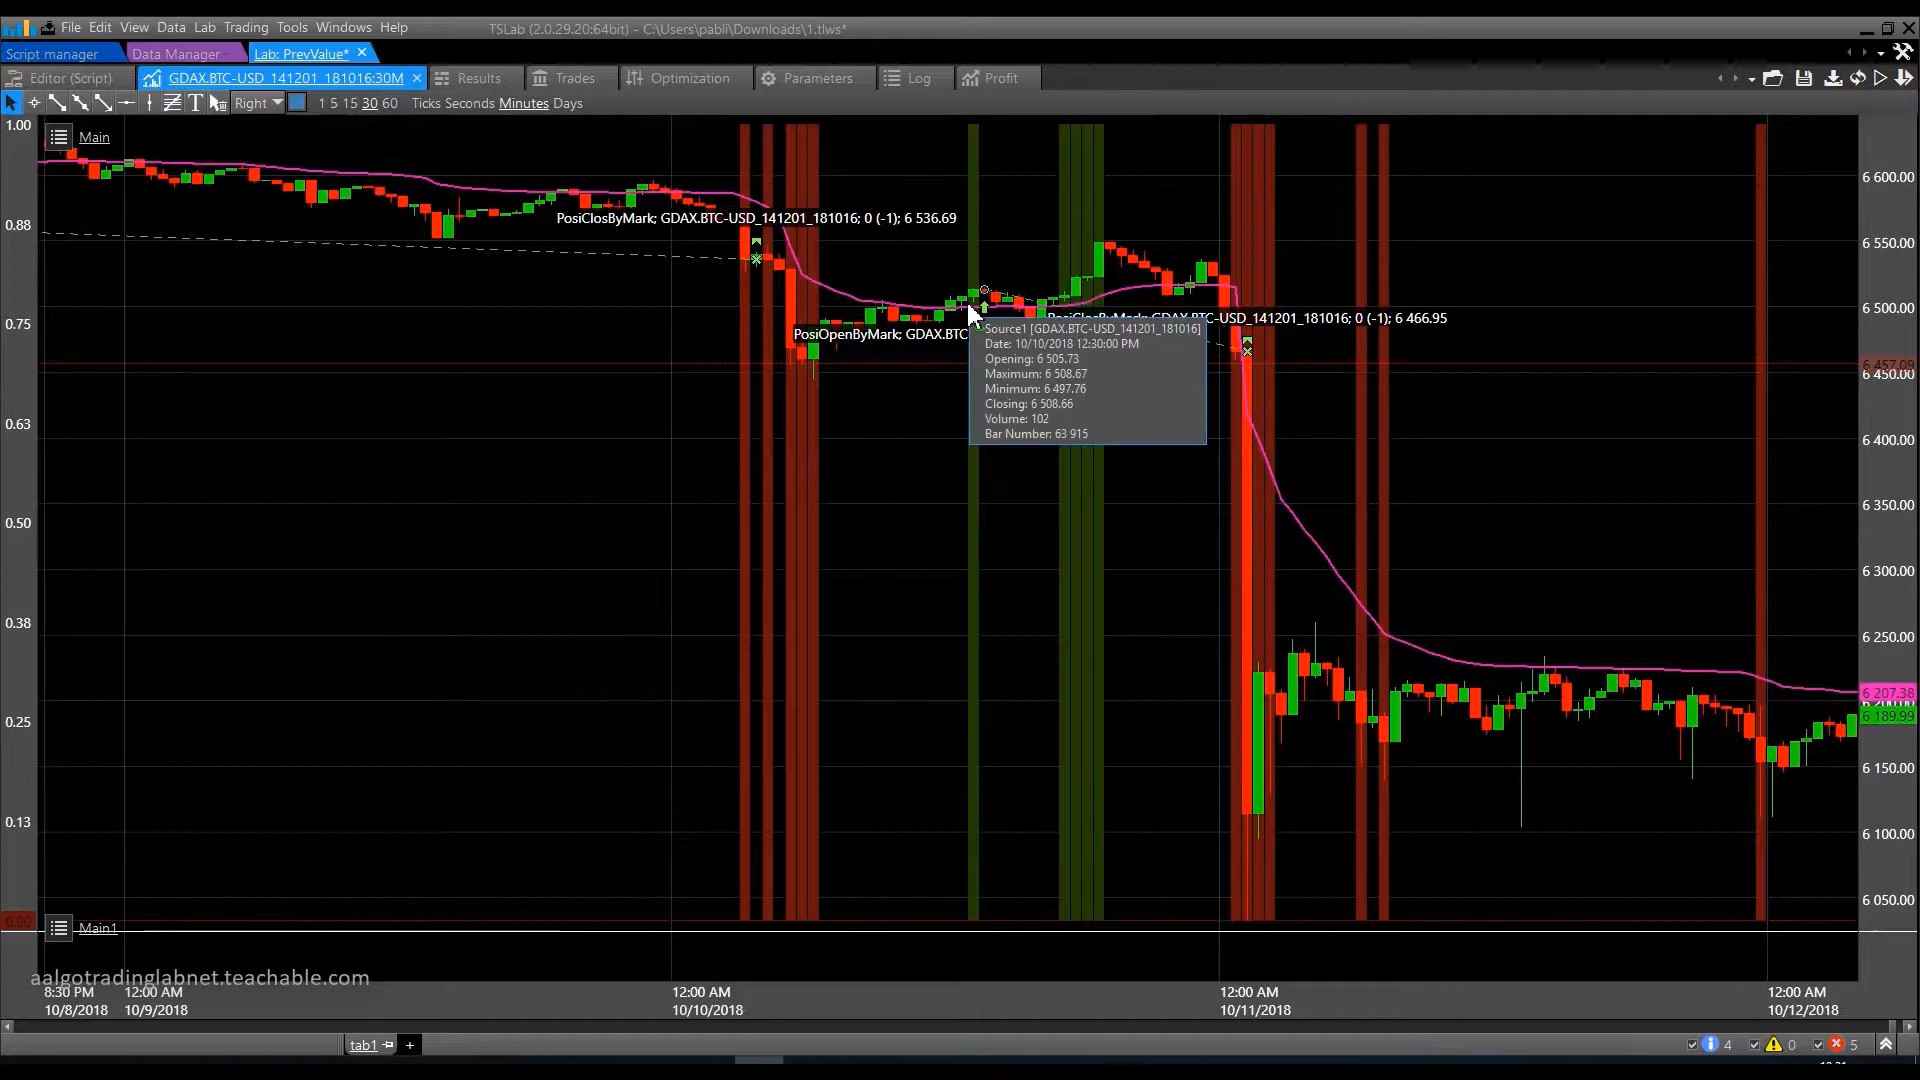 File Edit View Data Lab Trading Tools Windows Help
TSLab (2.0.29.20:64bit) - C:\Users\pabli\Downloads\1.tlws*
Script manager
Data Manager
Lab: PrevValue*
Editor (Script)
GDAX.BTC-USD_141201_181016:30M
Results
Trades
Optimization
Parameters
Log
Profit
T
Right
1 5 15 30 60
Ticks Seconds Minutes Days
1.00
0.88
0.75
0.63
0.50
0.38
0.25
0.13
0.00
Main
PosiClosByMark; GDAX.BTC-USD_141201_181016; 0 (-1); 6 536.69
PosiClosByMark; GDAX.BTC-USD_141201_181016; 0 (-1); 6 466.95
PosiOpenByMark; GDAX.BTC
Source1 [GDAX.BTC-USD_141201_181016]
Date: 10/10/2018 12:30:00 PM
Opening: 6 505.73
Maximum: 6 508.67
Minimum: 6 497.76
Closing: 6 508.66
Volume: 102
Bar Number: 63 915
6 600.00
6 550.00
6 500.00
6 457.09
6 450.00
6 400.00
6 350.00
6 300.00
6 250.00
6 207.38
6 200.00
6 189.99
6 150.00
6 100.00
6 050.00
Main1
aalgotradinglabnet.teachable.com
8:30 PM
10/8/2018
12:00 AM
10/9/2018
12:00 AM
10/10/2018
12:00 AM
10/11/2018
12:00 AM
10/12/2018
tab1
+
4
0
5